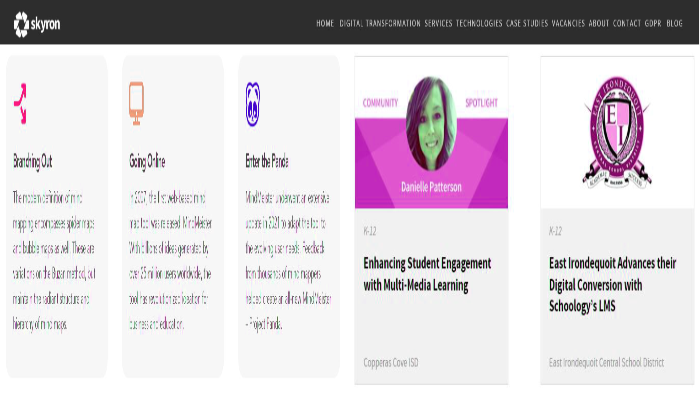 skyron
HOME DIGITAL TRANSFORMATION SERVICES TECHNOLOGIES CASE STUDIES VACANCIES ABOUT CONTACT GDPR BLOG
Branching Out
The modern definition of mind
mapping encompasses spider maps
and bubble maps as well. These are
variations on the Buzan method, but
maintain the radiant structure and
hierarchy of mind maps.
Going Online
In 2007, the first web-based mind
map tool was released: MindMeister.
With billions of ideas generated by
over 25 million users worldwide, the
tool has revolutionized ideation for
business and education.
Enter the Panda
MindMeister underwent an extensive
update in 2021 to adapt the tool to
the evolving user needs. Feedback
from thousands of mind mappers
helped create an all-new MindMeister
– Project Panda.
COMMUNITY SPOTLIGHT
Danielle Patterson
K-12
Enhancing Student Engagement
with Multi-Media Learning
Copperas Cove ISD
EAST IRONDEQUOIT
E I
K-12
East Irondequoit Advances their
Digital Conversion with
Schoology's LMS
East Irondequoit Central School District